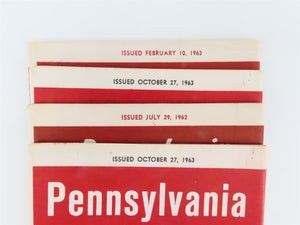 ISSUED FEBRUARY 10, 1963
ISSUED OCTOBER 27, 1963
ISSUED JULY 29, 1962
ISSUED OCTOBER 27, 1963
Pennsylvania